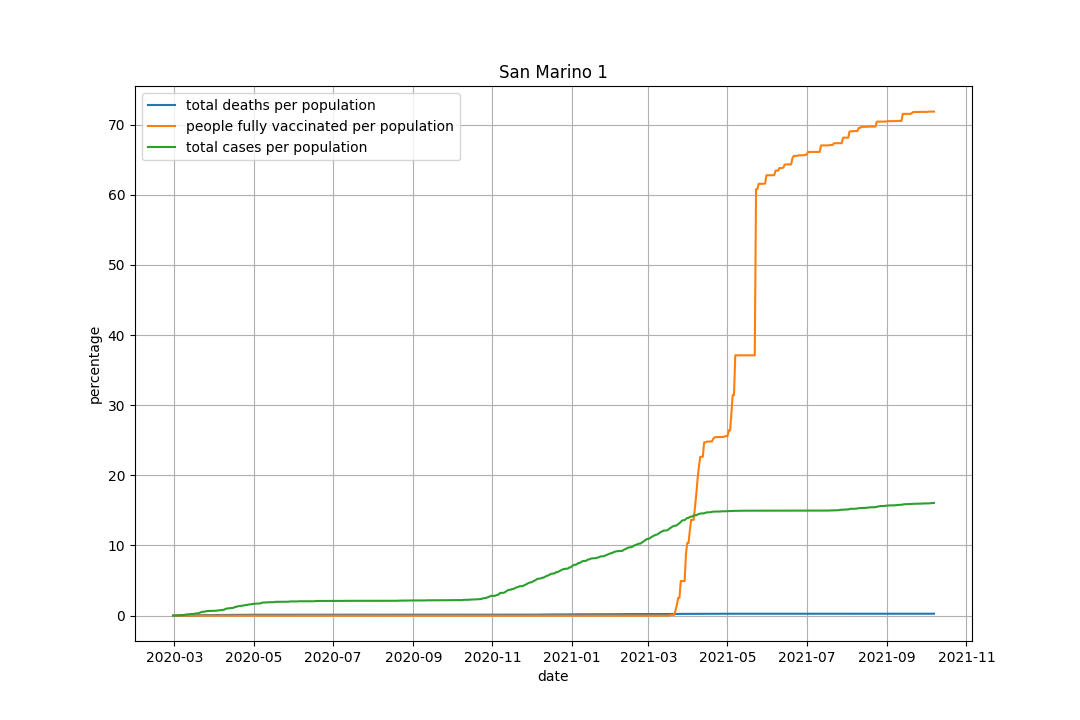 San Marino 1
total deaths per population
people fully vaccinated per population
total cases per population
percentage
70
60
50
40
30
20
10
0
2020-03 2020-05 2020-07 2020-09 2020-11 2021-01 2021-03 2021-05 2021-07 2021-09 2021-11
date